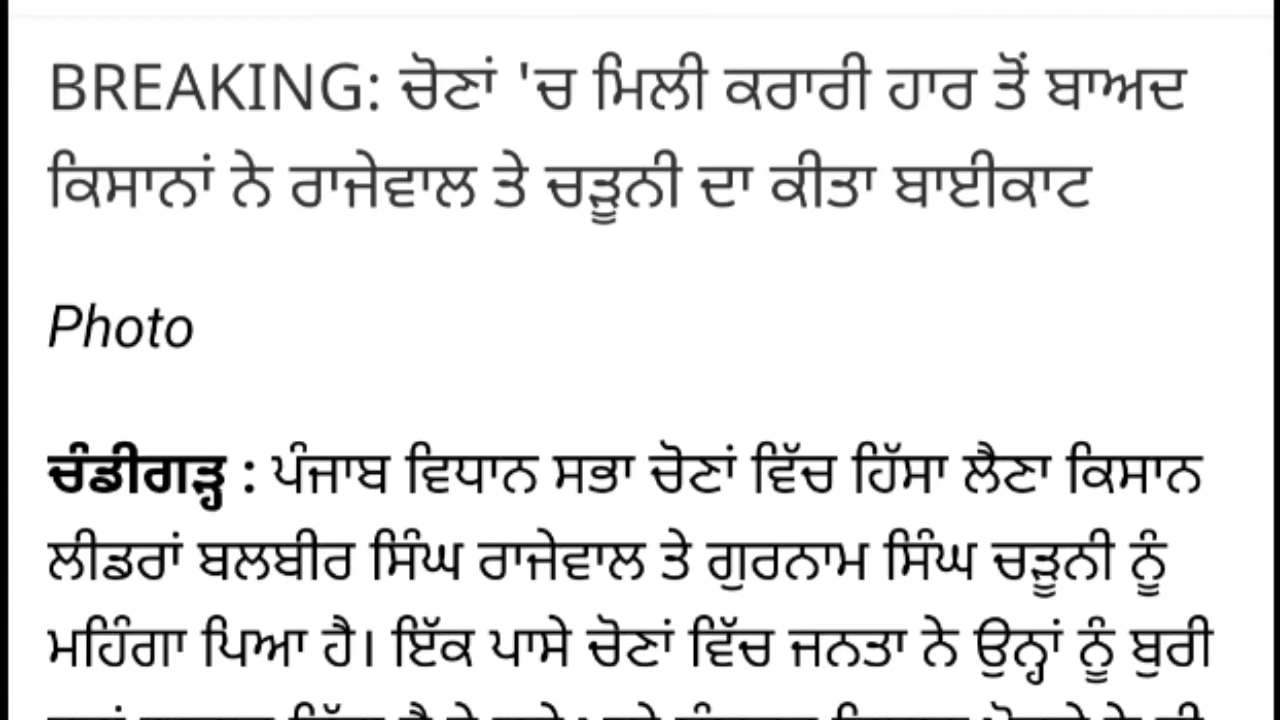 BREAKING: ਚੋਣਾਂ 'ਚ ਮਿਲੀ ਕਰਾਰੀ ਹਾਰ ਤੋਂ ਬਾਅਦ
ਕਿਸਾਨਾਂ ਨੇ ਰਾਜੇਵਾਲ ਤੇ ਚੜੂਨੀ ਦਾ ਕੀਤਾ ਬਾਈਕਾਟ
Photo
ਚੰਡੀਗੜ੍ਹ : ਪੰਜਾਬ ਵਿਧਾਨ ਸਭਾ ਚੋਣਾਂ ਵਿੱਚ ਹਿੱਸਾ ਲੈਣਾ ਕਿਸਾਨ
ਲੀਡਰਾਂ ਬਲਬੀਰ ਸਿੰਘ ਰਾਜੇਵਾਲ ਤੇ ਗੁਰਨਾਮ ਸਿੰਘ ਚੜੂਨੀ ਨੂੰ
ਮਹਿੰਗਾ ਪਿਆ ਹੈ। ਇੱਕ ਪਾਸੇ ਚੋਣਾਂ ਵਿੱਚ ਜਨਤਾ ਨੇ ਉਨ੍ਹਾਂ ਨੂੰ ਬੁਰੀ